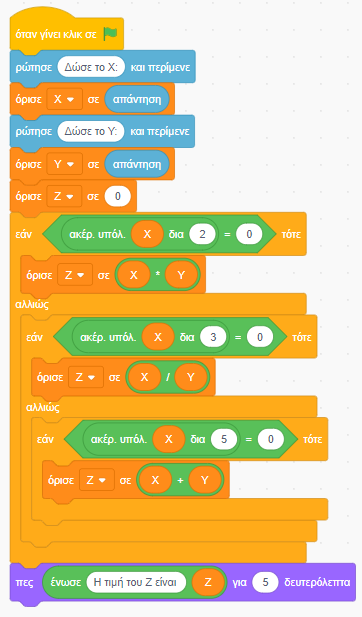 όταν γίνει κλικ σε
ρώτησε Δώσε το X: και περίμενε
όρισε X σε απάντηση
ρώτησε Δώσε το Y: και περίμενε
όρισε Y σε απάντηση
όρισε Z σε 0
εάν ακέρ. υπόλ. X δια 2 = 0 τότε
όρισε Z σε X * Y
αλλιώς
εάν ακέρ. υπόλ. X δια 3 = 0 τότε
όρισε Z σε X / Y
αλλιώς
εάν ακέρ. υπόλ. X δια 5 = 0 τότε
όρισε Z σε X + Y
πες ένωσε Η τιμή του Ζ είναι Z για 5 δευτερόλεπτα